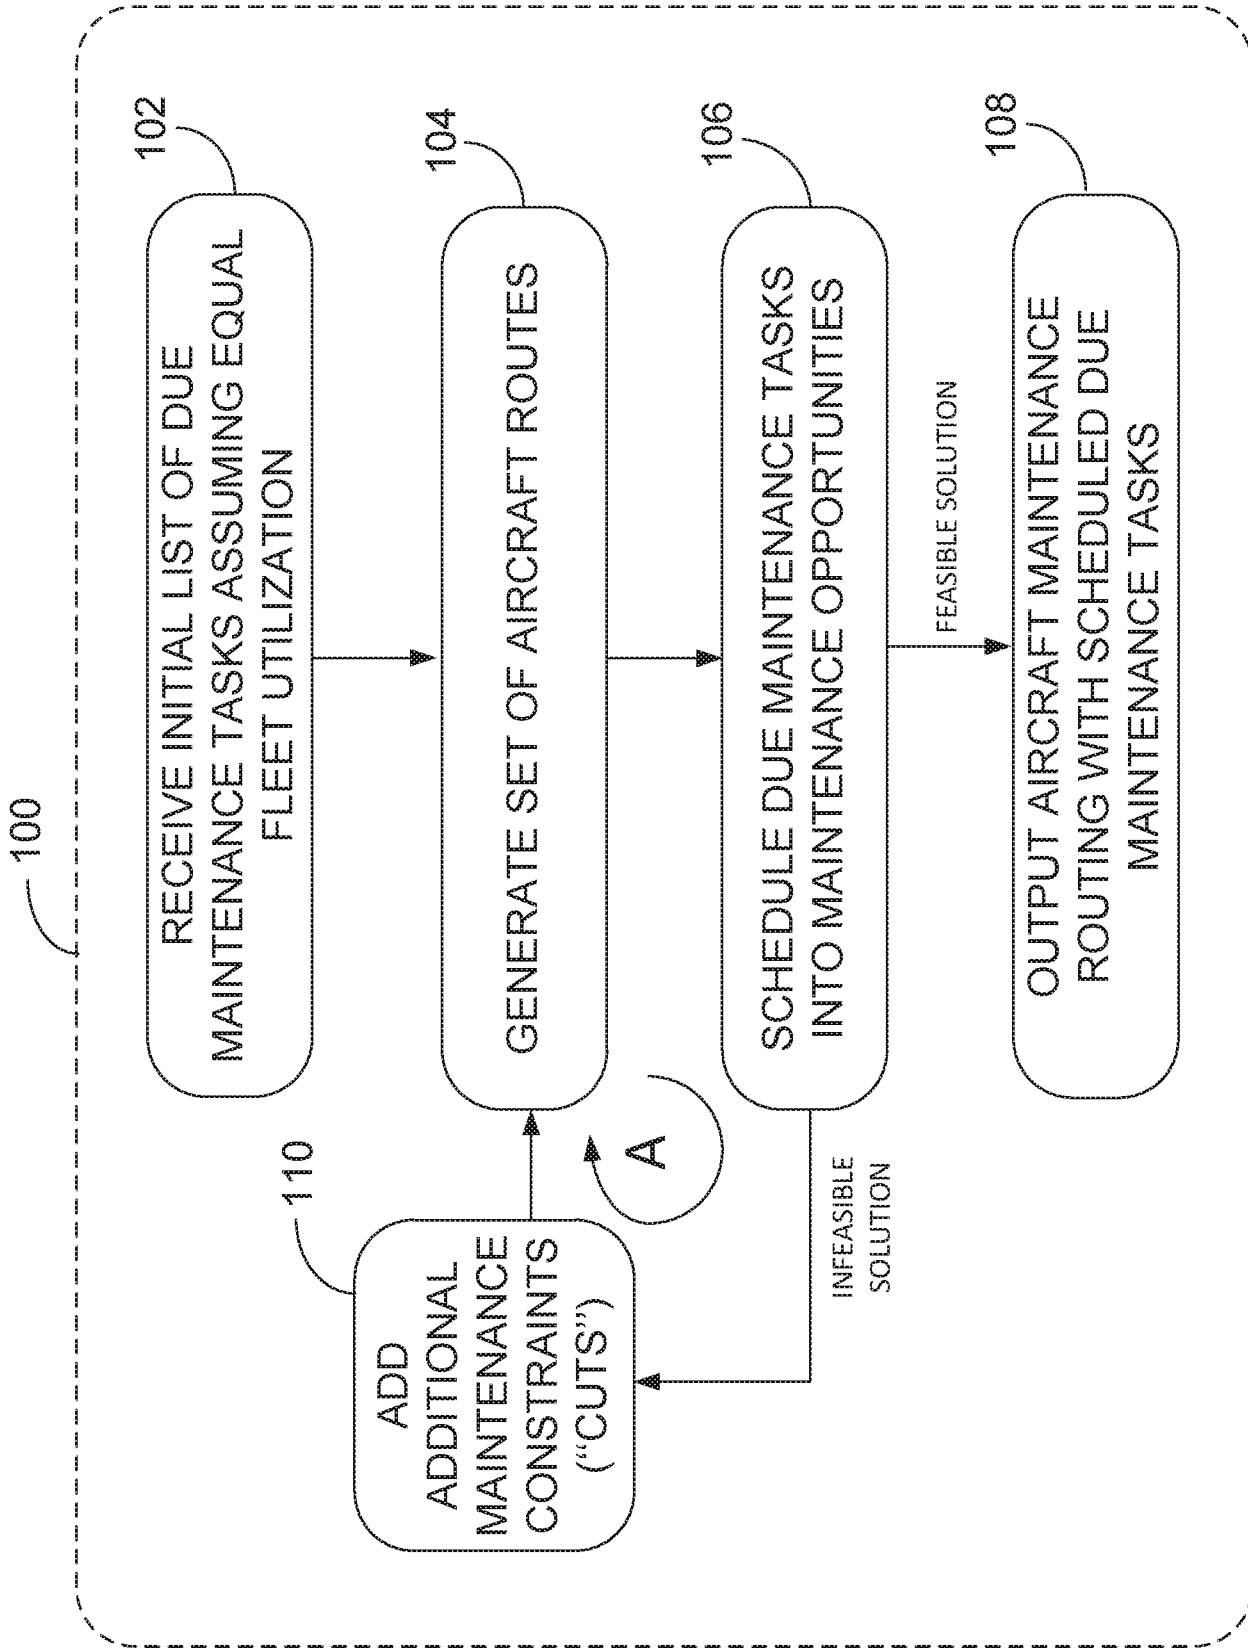 100
102
RECEIVE INITIAL LIST OF DUE
MAINTENANCE TASKS ASSUMING EQUAL
FLEET UTILIZATION
104
GENERATE SET OF AIRCRAFT ROUTES
110
ADD
ADDITIONAL
MAINTENANCE
CONSTRAINTS
(“CUTS”)
A
106
SCHEDULE DUE MAINTENANCE TASKS
INTO MAINTENANCE OPPORTUNITIES
INFEASIBLE
SOLUTION
FEASIBLE SOLUTION
108
OUTPUT AIRCRAFT MAINTENANCE
ROUTING WITH SCHEDULED DUE
MAINTENANCE TASKS